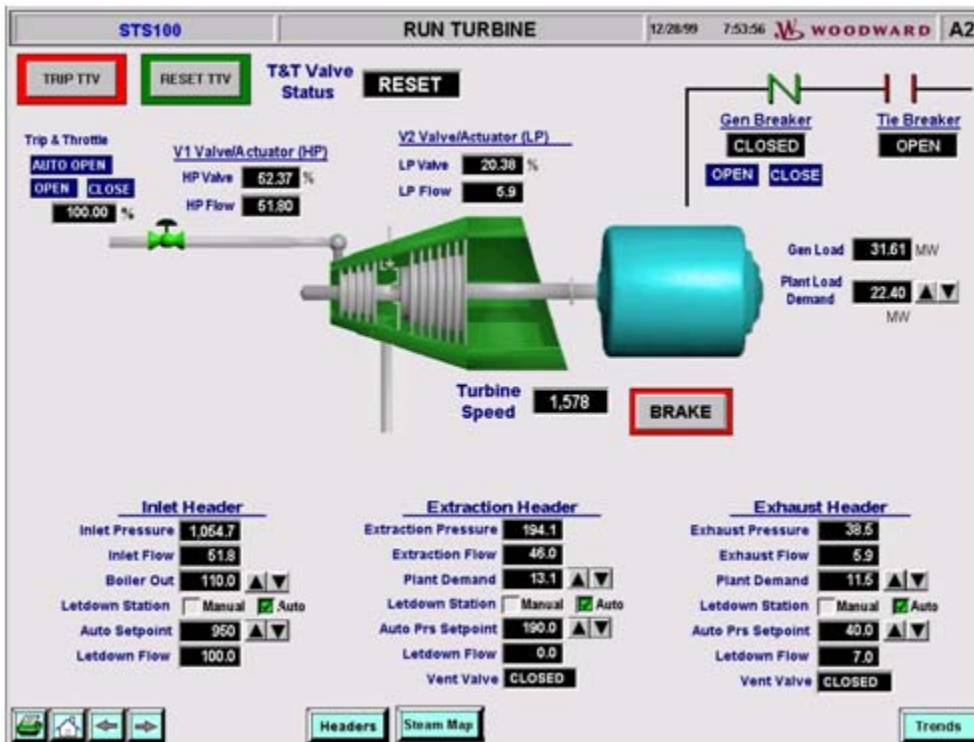 STS100 RUN TURBINE 12/28/99 7:53:56 WOODWARD A2
TRIP TTV RESET TTV T&T Valve Status RESET
Gen Breaker Tie Breaker
CLOSED OPEN
OPEN CLOSE
Trip & Throttle
AUTO OPEN
OPEN CLOSE
100.00 %
V1 Valve/Actuator (HP)
HP Valve 52.37 %
HP Flow 51.80
V2 Valve/Actuator (LP)
LP Valve 20.38 %
LP Flow 5.9
Gen Load 31.61 MW
Plant Load Demand 22.40
MW
Turbine Speed 1,578 BRAKE
Inlet Header
Inlet Pressure 1,054.7
Inlet Flow 51.8
Boiler Out 110.0
Letdown Station Manual Auto
Auto Setpoint 950
Letdown Flow 100.0
Extraction Header
Extraction Pressure 194.1
Extraction Flow 46.0
Plant Demand 13.1
Letdown Station Manual Auto
Auto Prs Setpoint 190.0
Letdown Flow 0.0
Vent Valve CLOSED
Exhaust Header
Exhaust Pressure 38.5
Exhaust Flow 5.9
Plant Demand 11.5
Letdown Station Manual Auto
Auto Prs Setpoint 40.0
Letdown Flow 7.0
Vent Valve CLOSED
Headers Steam Map Trends